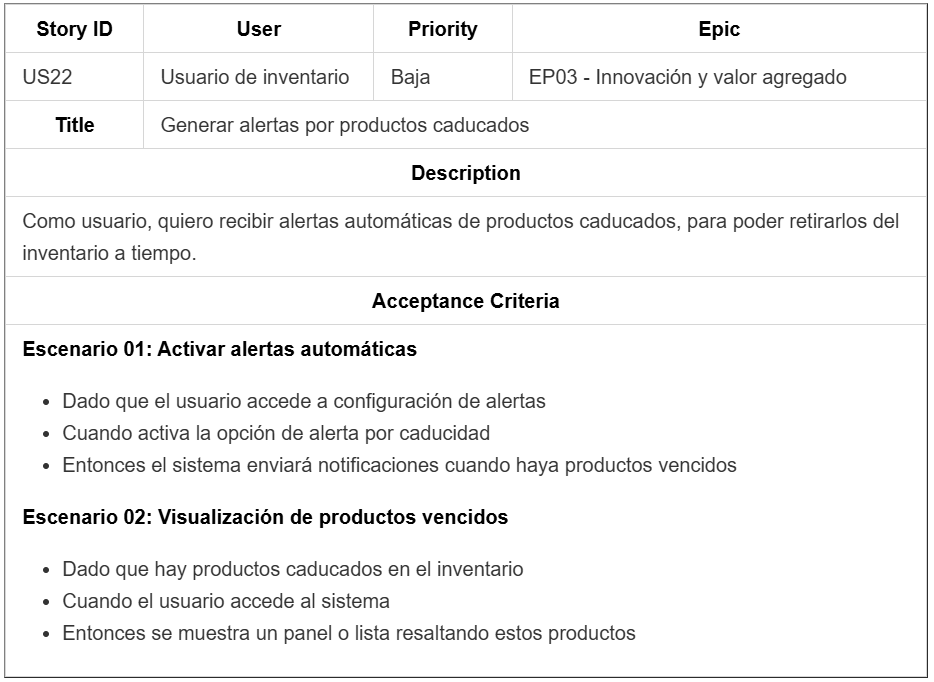 Story ID User Priority Epic
US22 Usuario de inventario Baja EP03 - Innovación y valor agregado
Title Generar alertas por productos caducados
Description
Como usuario, quiero recibir alertas automáticas de productos caducados, para poder retirarlos del
inventario a tiempo.
Acceptance Criteria
Escenario 01: Activar alertas automáticas
• Dado que el usuario accede a configuración de alertas
• Cuando activa la opción de alerta por caducidad
• Entonces el sistema enviará notificaciones cuando haya productos vencidos
Escenario 02: Visualización de productos vencidos
• Dado que hay productos caducados en el inventario
• Cuando el usuario accede al sistema
• Entonces se muestra un panel o lista resaltando estos productos